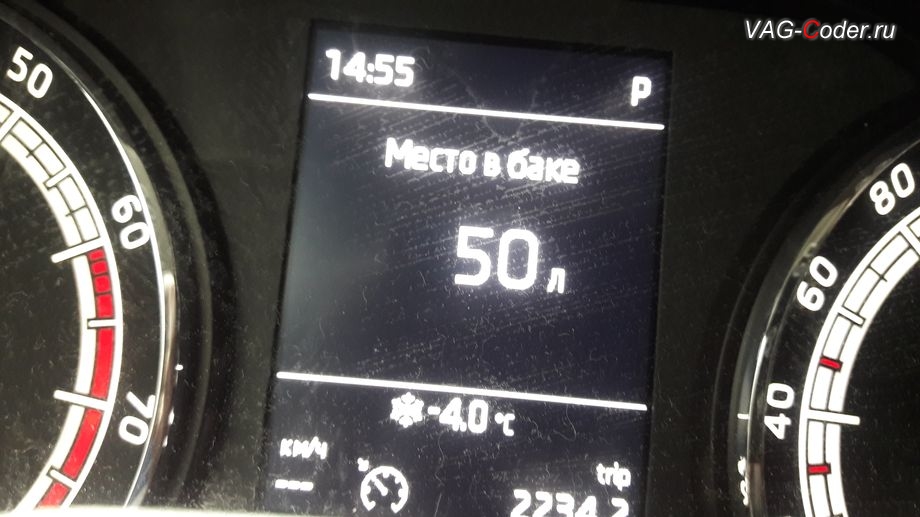 VAG-Coder.ru
14:55 P
Место в баке
50 л
-4.0 °C
км/ч
---
trip
2234.2
50
60
70
80
60
40